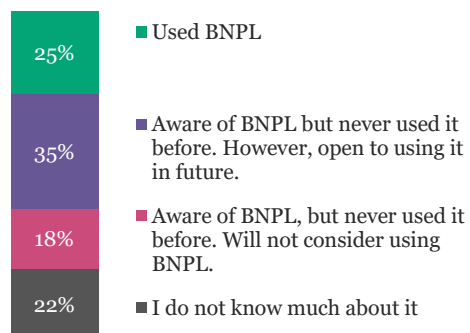 25%
Used BNPL
35%
Aware of BNPL but never used it
before. However, open to using it
in future.
18%
Aware of BNPL, but never used it
before. Will not consider using
BNPL.
22%
I do not know much about it